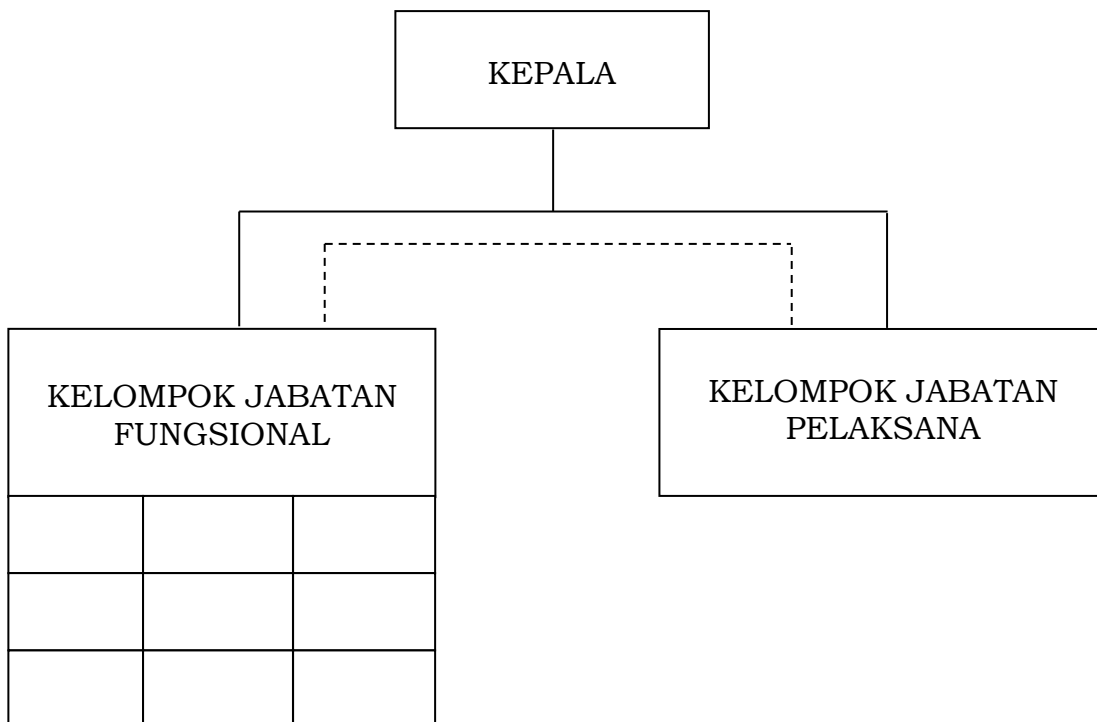 KEPALA
KELOMPOK JABATAN
FUNGSIONAL
KELOMPOK JABATAN
PELAKSANA